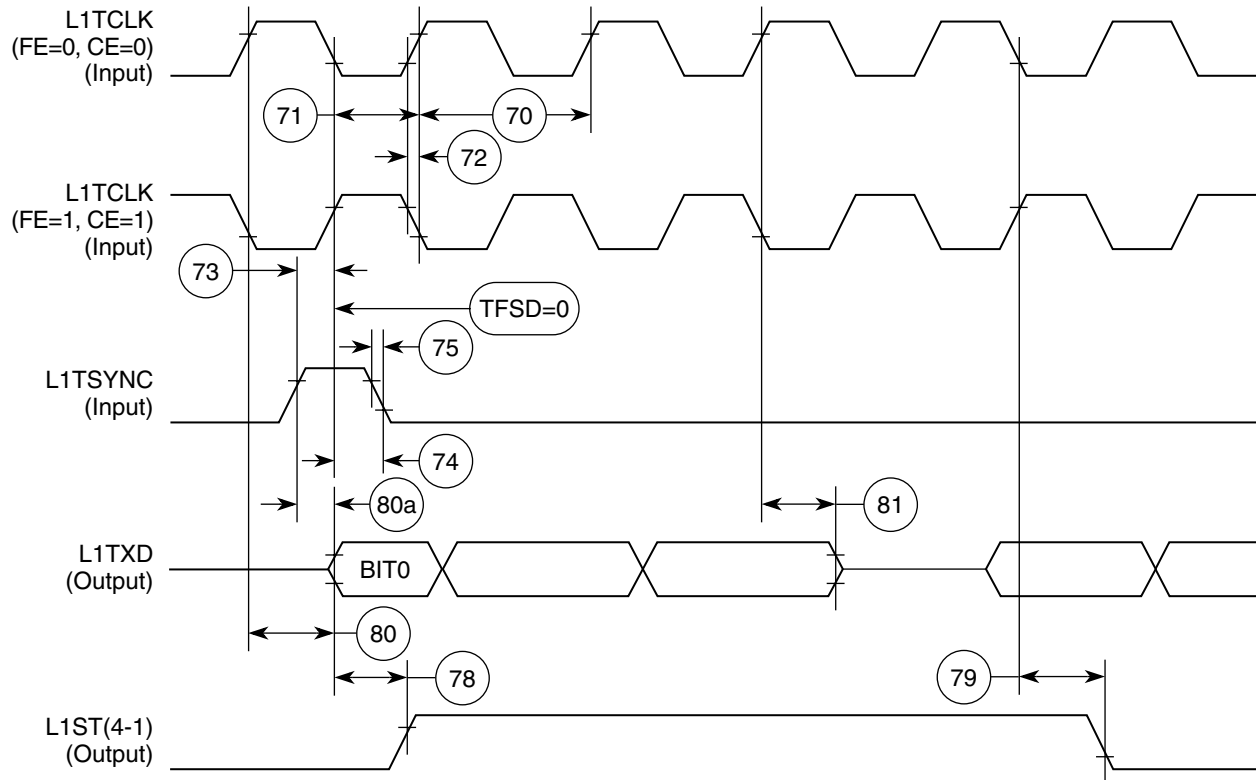 L1TCLK
(FE=0, CE=0)
(Input)
71
70
72
L1TCLK
(FE=1, CE=1)
(Input)
73
TFSD=0
75
L1TSYNC
(Input)
74
80a
81
L1TXD
(Output)
BIT0
80
78
79
L1ST(4-1)
(Output)